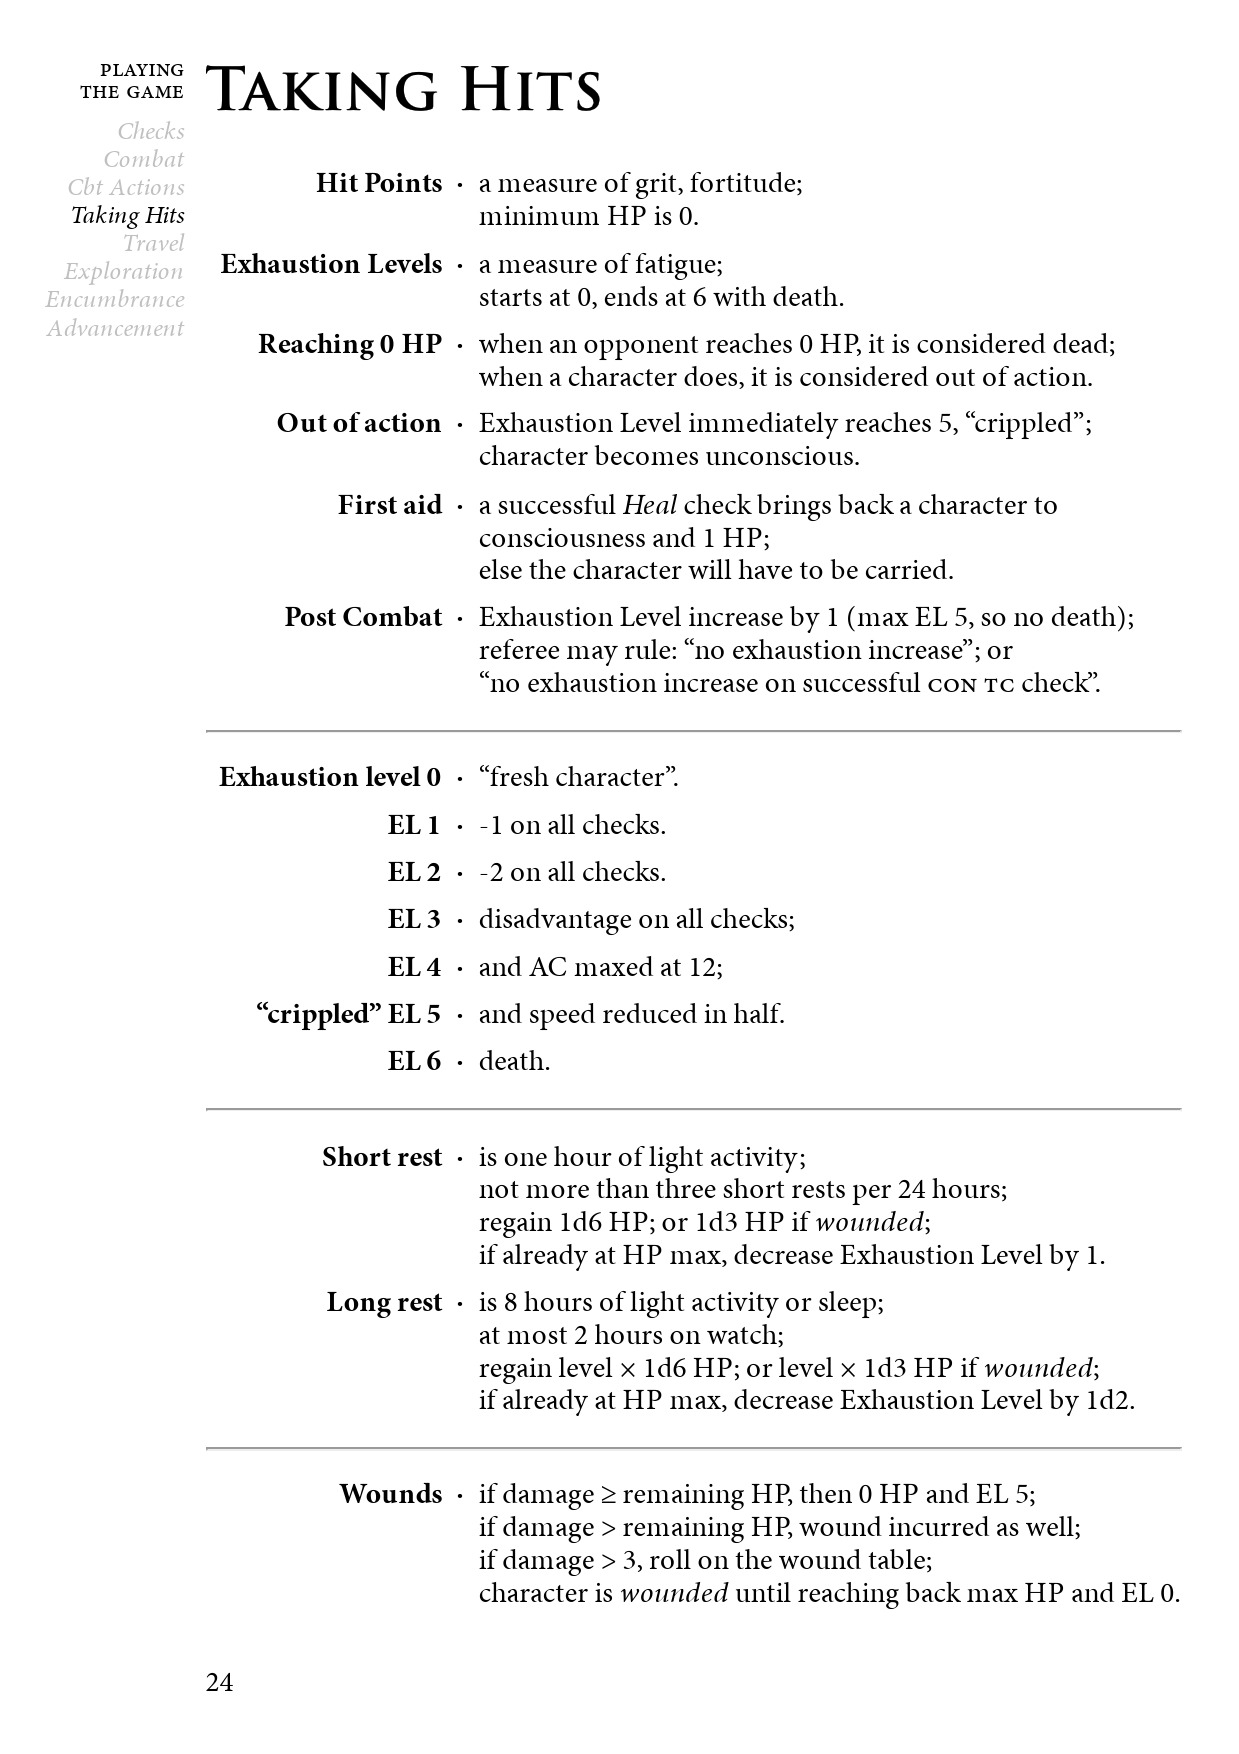 PLAYING
THE GAME
Checks
Combat
Cbt Actions
Taking Hits
Travel
Exploration
Encumbrance
Advancement
Taking Hits
Hit Points · a measure of grit, fortitude;
minimum HP is 0.
Exhaustion Levels · a measure of fatigue;
starts at 0, ends at 6 with death.
Reaching 0 HP · when an opponent reaches 0 HP, it is considered dead;
when a character does, it is considered out of action.
Out of action · Exhaustion Level immediately reaches 5, “crippled”;
character becomes unconscious.
First aid · a successful Heal check brings back a character to
consciousness and 1 HP;
else the character will have to be carried.
Post Combat · Exhaustion Level increase by 1 (max EL 5, so no death);
referee may rule: “no exhaustion increase”; or
“no exhaustion increase on successful CON TC check”.
Exhaustion level 0 · “fresh character”.
EL 1 · -1 on all checks.
EL 2 · -2 on all checks.
EL 3 · disadvantage on all checks;
EL 4 · and AC maxed at 12;
“crippled” EL 5 · and speed reduced in half.
EL 6 · death.
Short rest · is one hour of light activity;
not more than three short rests per 24 hours;
regain 1d6 HP; or 1d3 HP if wounded;
if already at HP max, decrease Exhaustion Level by 1.
Long rest · is 8 hours of light activity or sleep;
at most 2 hours on watch;
regain level × 1d6 HP; or level × 1d3 HP if wounded;
if already at HP max, decrease Exhaustion Level by 1d2.
Wounds · if damage ≥ remaining HP, then 0 HP and EL 5;
if damage > remaining HP, wound incurred as well;
if damage > 3, roll on the wound table;
character is wounded until reaching back max HP and EL 0.
24